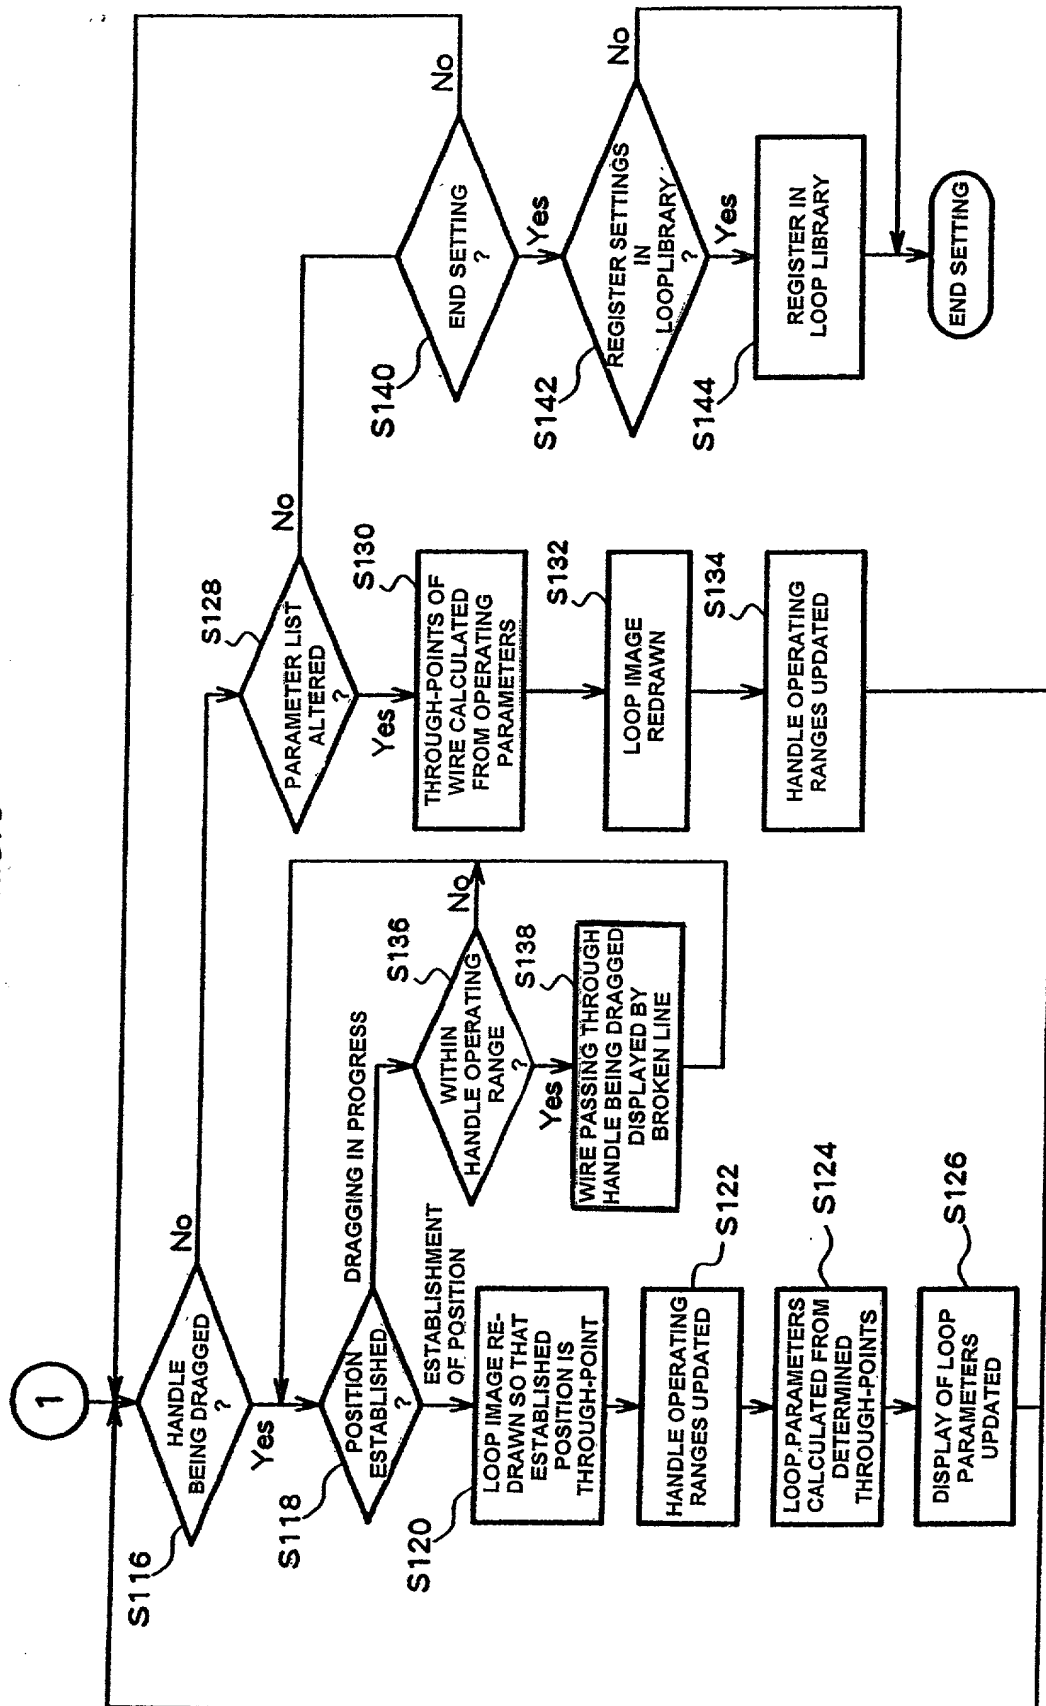 1
HANDLE
BEING DRAGGED
?
S116
No
Yes
POSITION
ESTABLISHED
?
S118
DRAGGING IN PROGRESS
ESTABLISHMENT
OF POSITION
LOOP IMAGE RE-
DRAWN SO THAT
ESTABLISHED
POSITION IS
THROUGH-POINT
S120
HANDLE OPERATING
RANGES UPDATED
S122
LOOP PARAMETERS
CALCULATED FROM
DETERMINED
THROUGH-POINTS
S124
DISPLAY OF LOOP
PARAMETERS
UPDATED
S126
WITHIN
HANDLE OPERATING
RANGE
?
S136
No
Yes
WIRE PASSING THROUGH
HANDLE BEING DRAGGED
DISPLAYED BY
BROKEN LINE
S138
PARAMETER LIST
ALTERED
?
S128
No
Yes
THROUGH-POINTS OF
WIRE CALCULATED
FROM OPERATING
PARAMETERS
S130
LOOP IMAGE
REDRAWN
S132
HANDLE OPERATING
RANGES UPDATED
S134
END SETTING
?
S140
No
Yes
REGISTER SETTINGS
IN
LOOPLIBRARY
?
S142
No
Yes
REGISTER IN
LOOP LIBRARY
S144
END SETTING